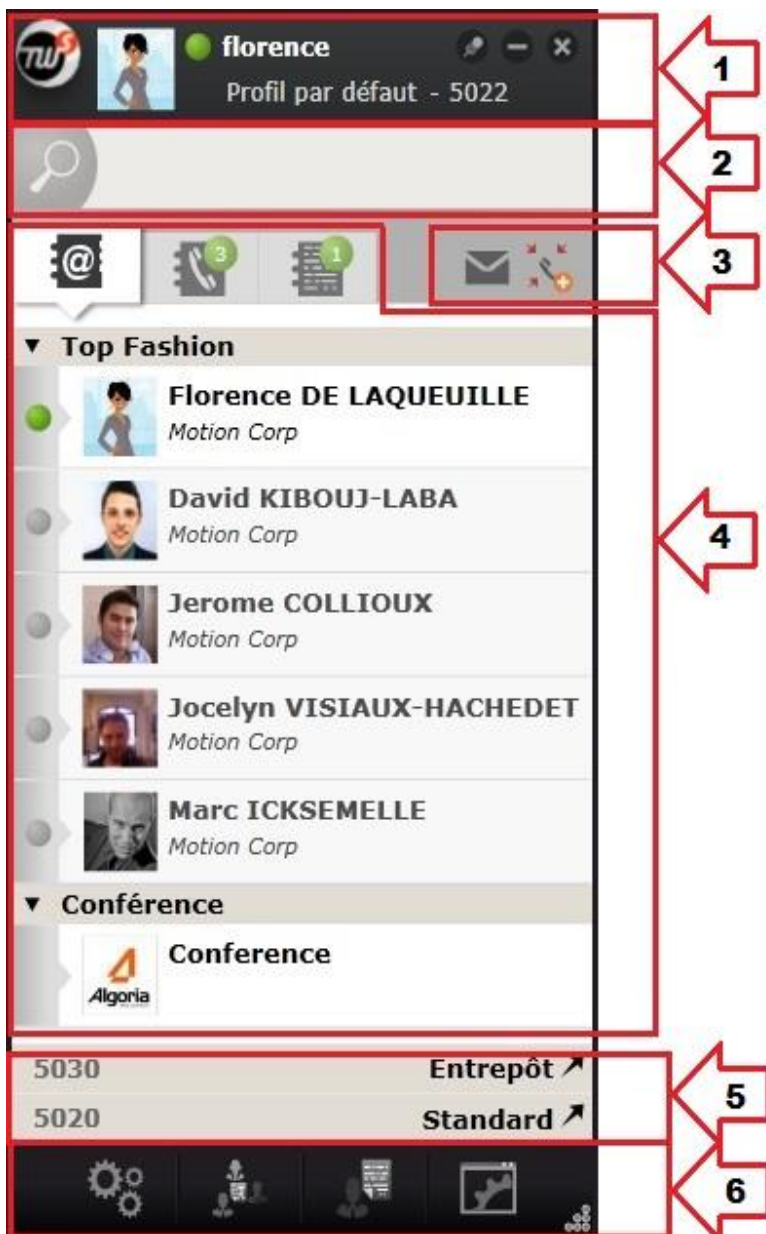 TWS
florence
Profil par défaut - 5022
1
2
3
1
3
@
Top Fashion
Florence DE LAQUEUILLE
Motion Corp
David KIBOUJ-LABA
Motion Corp
4
Jerome COLLIOUX
Motion Corp
Jocelyn VISIAUX-HACHEDET
Motion Corp
Marc ICKSEMELLE
Motion Corp
Conférence
Conference
Algoria
5030 Entrepôt
5020 Standard
5
6